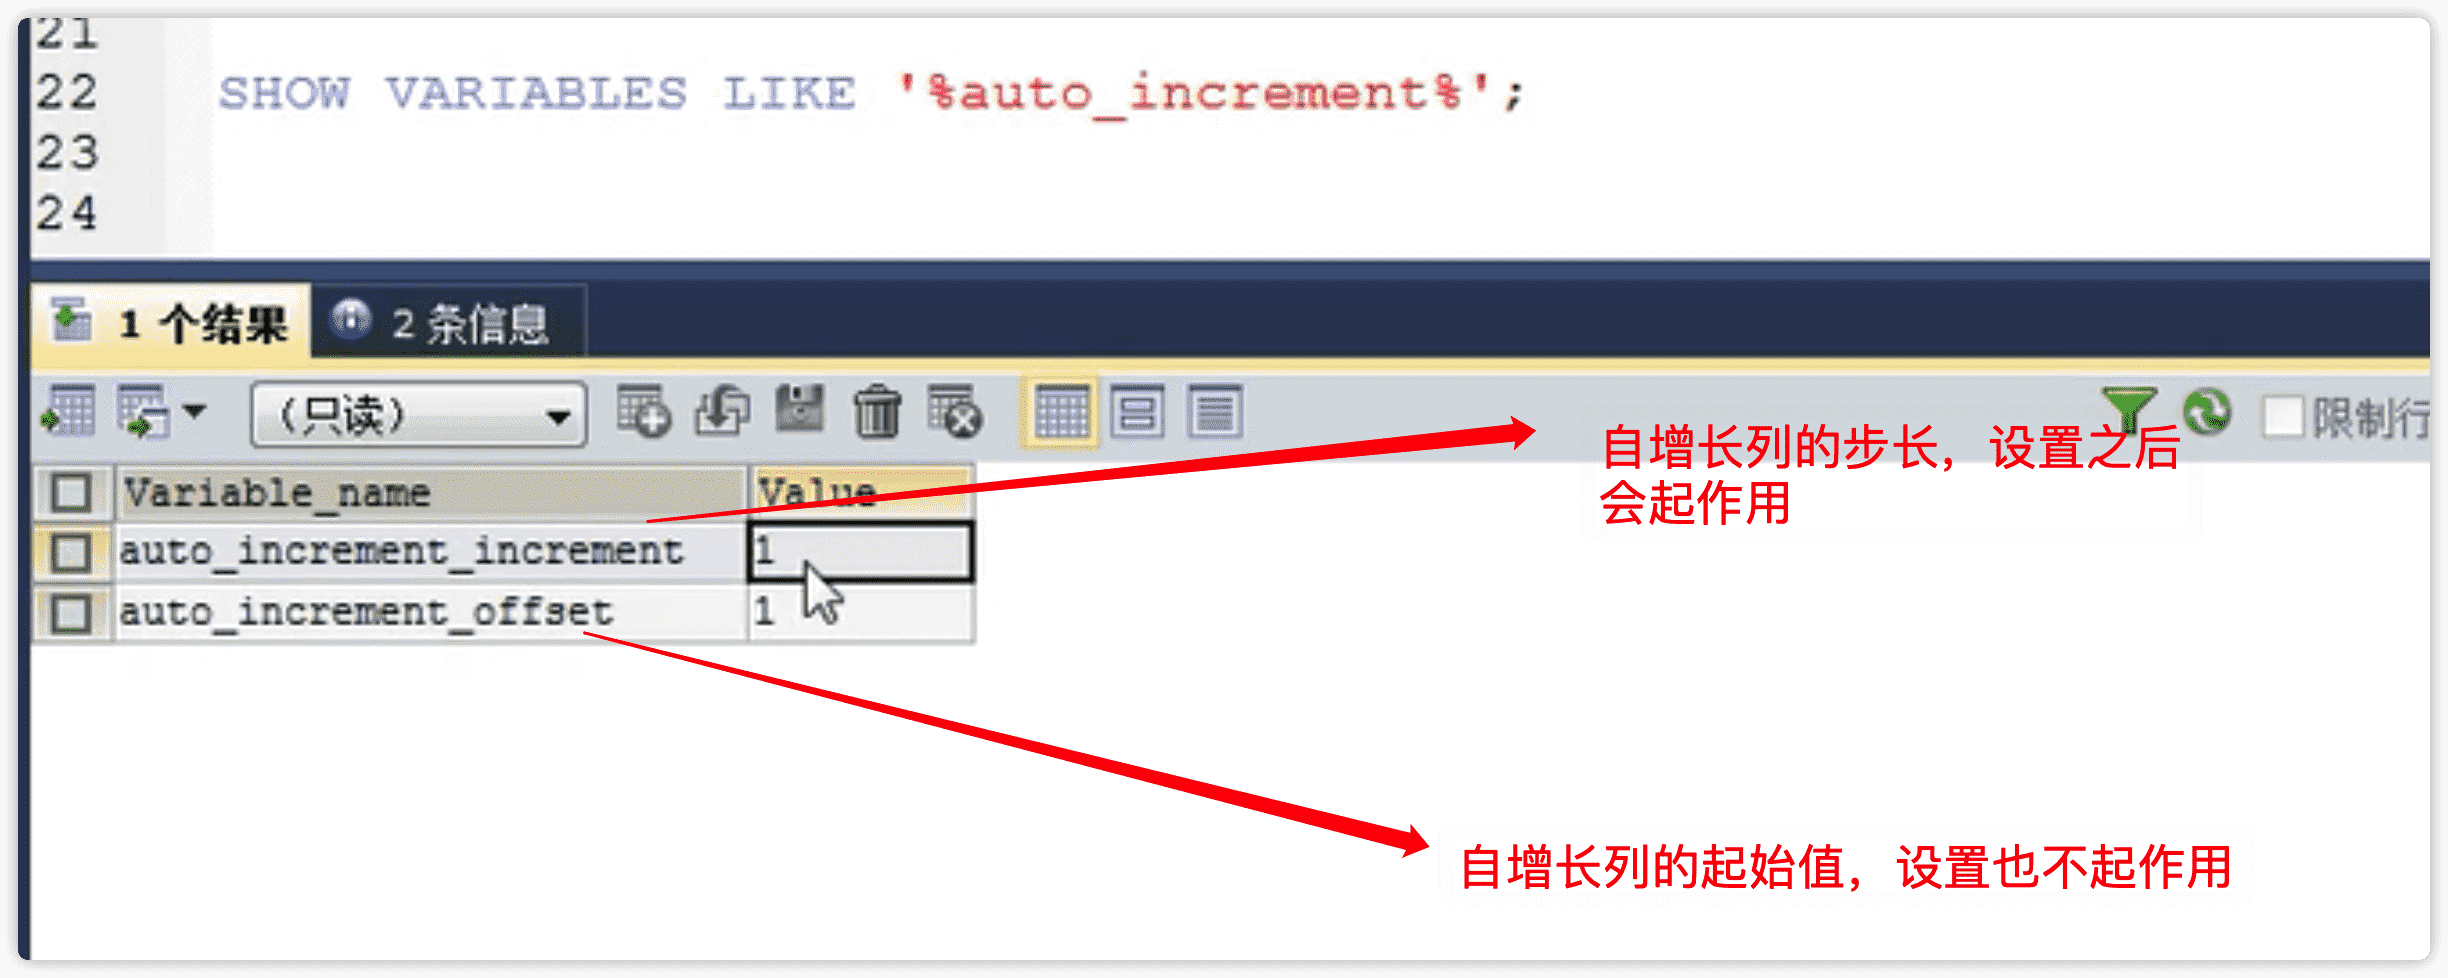 21
22 SHOW VARIABLES LIKE '%auto_increment%';
23
24
1 个结果 2 条信息
（只读） 限制行
自增长列的步长，设置之后
会起作用
Variable_name Value
auto_increment_increment 1
auto_increment_offset 1
自增长列的起始值，设置也不起作用